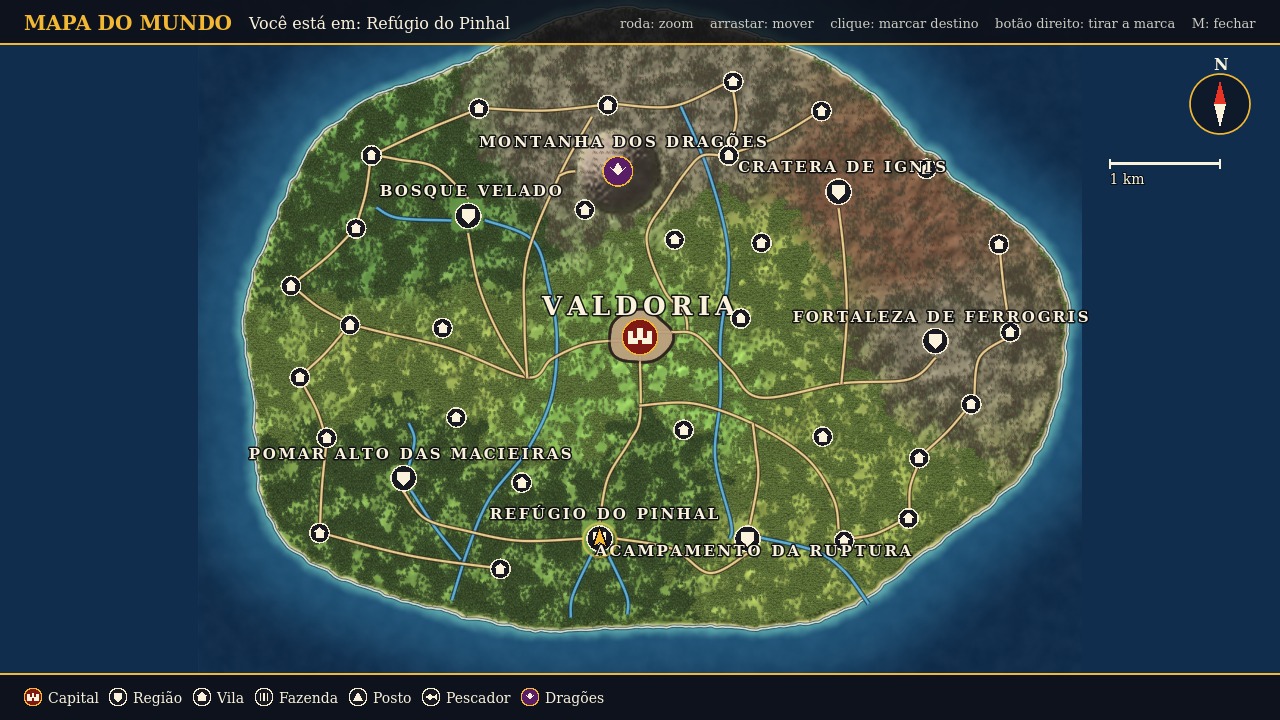 MAPA DO MUNDO Você está em: Refúgio do Pinhal roda: zoom arrastar: mover clique: marcar destino botão direito: tirar a marca M: fechar
N
1 km
MONTANHA DOS DRAGÕES
CRATERA DE IGNIS
BOSQUE VELADO
VALDORIA
FORTALEZA DE FERROGRIS
POMAR ALTO DAS MACIEIRAS
REFÚGIO DO PINHAL
ACAMPAMENTO DA RUPTURA
Capital Região Vila Fazenda Posto Pescador Dragões